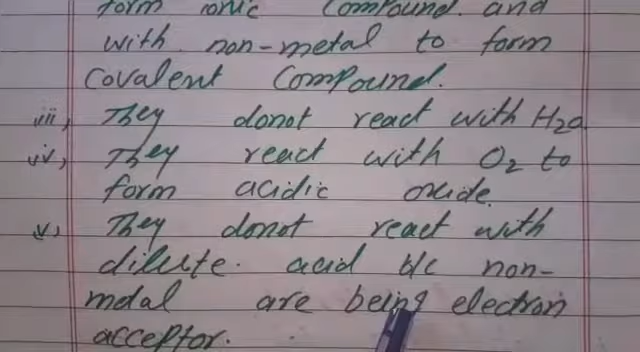 form ionic compound. and
with non-metal to form
covalent compound.
iii, They donot react with H2O.
iv, They react with O2 to
form acidic oxide.
v, They donot react with
dilute. acid b/c non-
metal are being electron
acceptor.